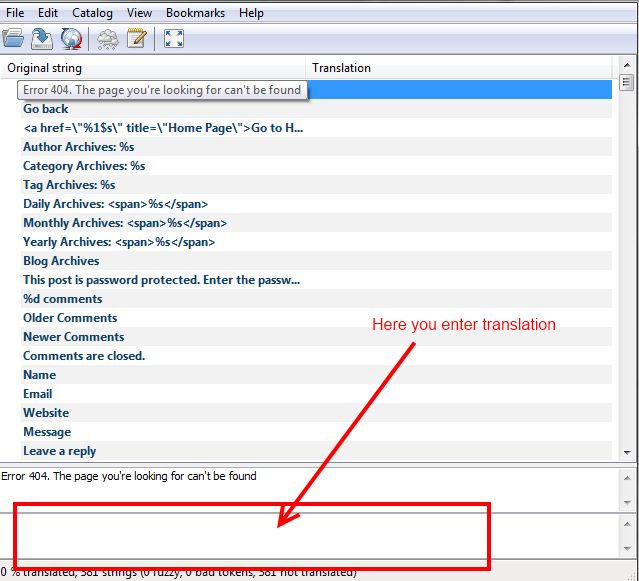 File Edit Catalog View Bookmarks Help
Original string Translation
Error 404. The page you're looking for can't be found
Go back
<a href=\"%1$s\" title=\"Home Page\">Go to H...
Author Archives: %s
Category Archives: %s
Tag Archives: %s
Daily Archives: <span>%s</span>
Monthly Archives: <span>%s</span>
Yearly Archives: <span>%s</span>
Blog Archives
This post is password protected. Enter the passw...
%d comments
Older Comments
Here you enter translation
Newer Comments
Comments are closed.
Name
Email
Website
Message
Leave a reply
Error 404. The page you're looking for can't be found
0 % translated, 381 strings (0 fuzzy, 0 bad tokens, 381 not translated)